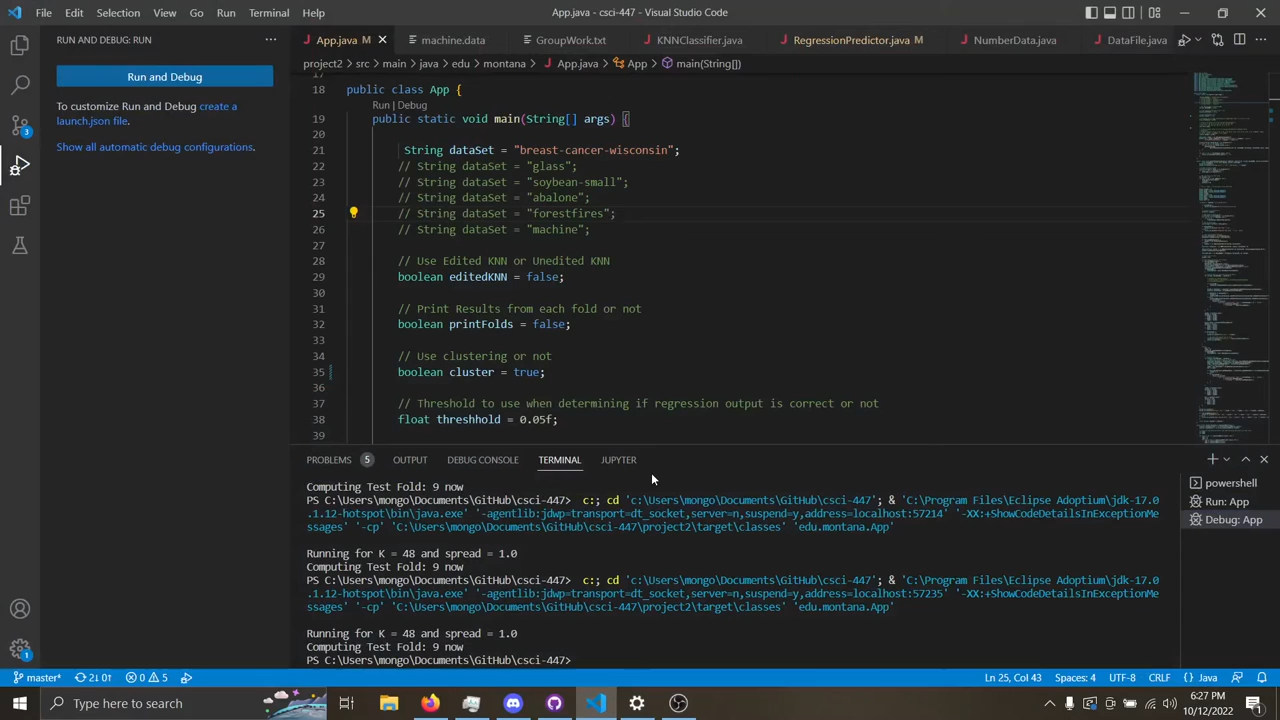 File Edit Selection View Go Run Terminal Help
App.java - csci-447 - Visual Studio Code
RUN AND DEBUG: RUN
Run and Debug
To customize Run and Debug create a
launch.json file.
Show all automatic debug configurations.
App.java M machine.data GroupWork.txt KNNClassifier.java RegressionPredictor.java M NumberData.java DataFile.java
project2 > src > main > java > edu > montana > App.java > App > main(String[])
17
18 public class App {
Run | Debug
19 public static void main(String[] args) {
20
21 String dataSet "breast-cancer-wisconsin";
22 // String dataSet ";
23 // String dataSet "soybean-small";
24 String dataSet "abalone";
25 String dataSet "forestfires";
26 String dataSet "machine";
27
28 // Use edited KNN or edited KNN
29 boolean editedKNN ;
30
31 // Print Results of each fold or not
32 boolean printFold = false;
33
34 // Use clustering or not
35 boolean cluster = true;
36
37 // Threshold to use when determining if regression output is correct or not
38 float threshold = 0.05f;
39
PROBLEMS 5 OUTPUT DEBUG CONSOLE TERMINAL JUPYTER
Computing Test Fold: 9 now
PS C:\Users\mongo\Documents\GitHub\csci-447> c:; cd 'c:\Users\mongo\Documents\GitHub\csci-447'; & 'C:\Program Files\Eclipse Adoptium\jdk-17.0
.1.12-hotspot\bin\java.exe' '-agentlib:jdwp=transport=dt_socket,server=n,suspend=y,address=localhost:57214' '-XX:+ShowCodeDetailsInExceptionMe
ssages' '-cp' 'C:\Users\mongo\Documents\GitHub\csci-447\project2\target\classes' 'edu.montana.App'
Running for K = 48 and spread = 1.0
Computing Test Fold: 9 now
PS C:\Users\mongo\Documents\GitHub\csci-447> c:; cd 'c:\Users\mongo\Documents\GitHub\csci-447'; & 'C:\Program Files\Eclipse Adoptium\jdk-17.0
.1.12-hotspot\bin\java.exe' '-agentlib:jdwp=transport=dt_socket,server=n,suspend=y,address=localhost:57235' '-XX:+ShowCodeDetailsInExceptionMe
ssages' '-cp' 'C:\Users\mongo\Documents\GitHub\csci-447\project2\target\classes' 'edu.montana.App'
Running for K = 48 and spread = 1.0
Computing Test Fold: 9 now
PS C:\Users\mongo\Documents\GitHub\csci-447>
powershell
Run: App
Debug: App
3
1
master* 2↓ 0↑ 0 5
Ln 25, Col 43 Spaces: 4 UTF-8 CRLF Java
Type here to search
6:27 PM
10/12/2022